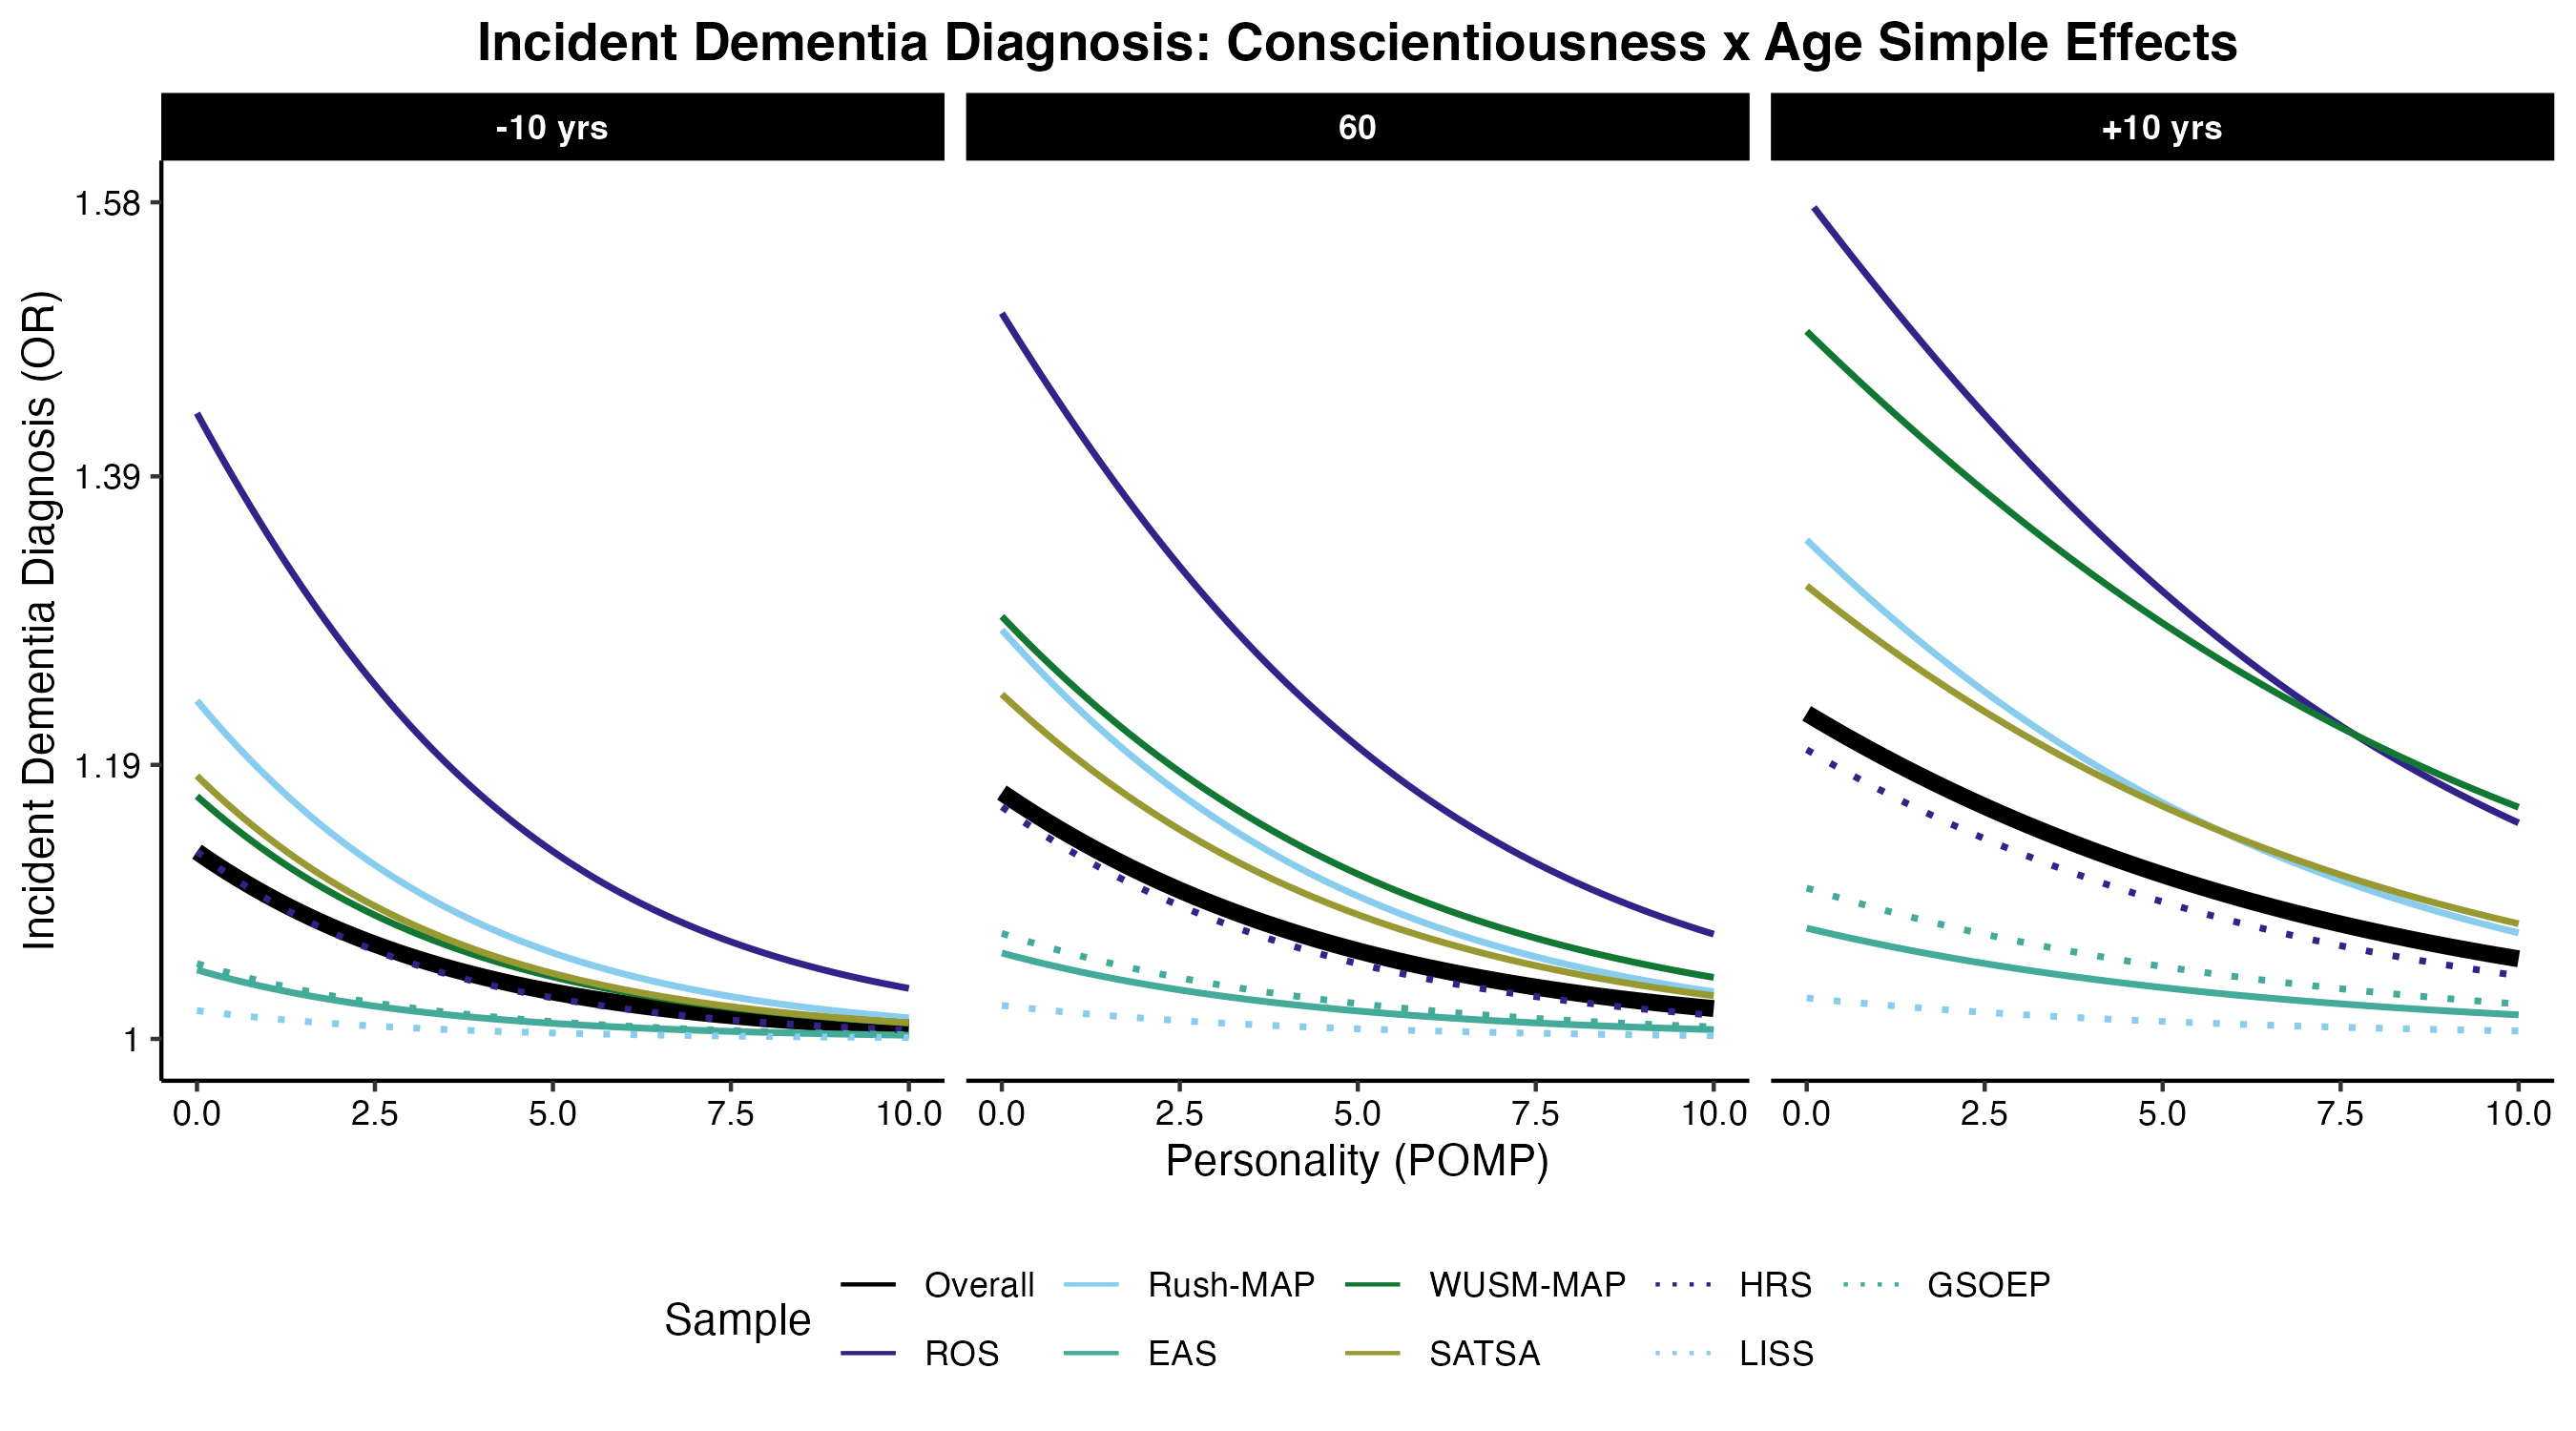 Incident Dementia Diagnosis: Conscientiousness x Age Simple Effects
-10 yrs 60 +10 yrs
Incident Dementia Diagnosis (OR)
1.58
1.39
1.19
1
0.0 2.5 5.0 7.5 10.0 0.0 2.5 5.0 7.5 10.0 0.0 2.5 5.0 7.5 10.0
Personality (POMP)
Sample
Overall Rush-MAP WUSM-MAP HRS GSOEP
ROS EAS SATSA LISS